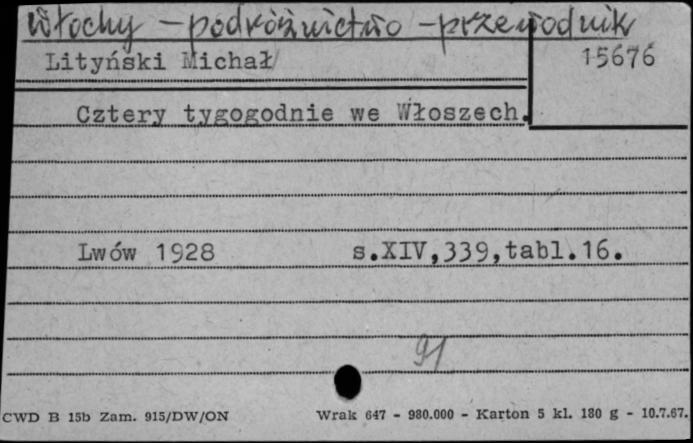 Włochy - podróżnictwo - przewodnik
Lityński Michał
15676
Cztery tygogodnie we Włoszech.
Lwów 1928 s.XIV,339,tabl.16.
91
CWD B 15b Zam. 915/DW/ON Wrak 647 - 980.000 - Karton 5 kl. 180 g - 10.7.67.